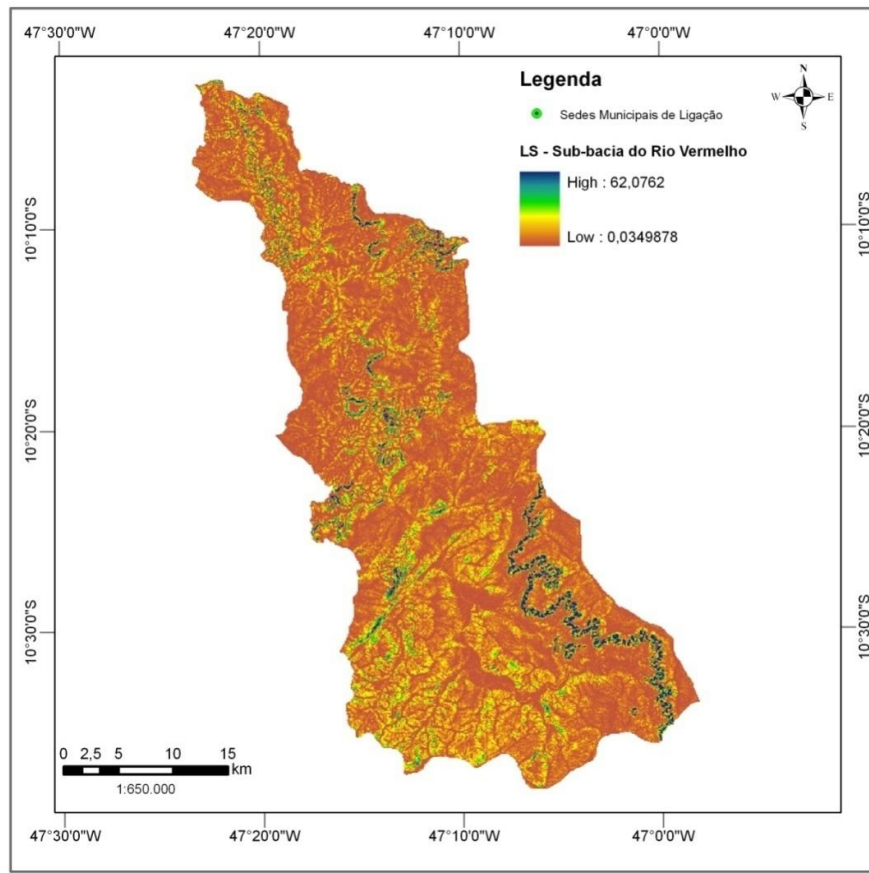 47°30'0"W 47°20'0"W 47°10'0"W 47°0'0"W
Legenda
N
W E
S
Sedes Municipais de Ligação
LS - Sub-bacia do Rio Vermelho
High : 62,0762
Low : 0,0349878
10°10'0"S 10°10'0"S
10°20'0"S 10°20'0"S
10°30'0"S 10°30'0"S
0 2,5 5 10 15
km
1:650.000
47°30'0"W 47°20'0"W 47°10'0"W 47°0'0"W